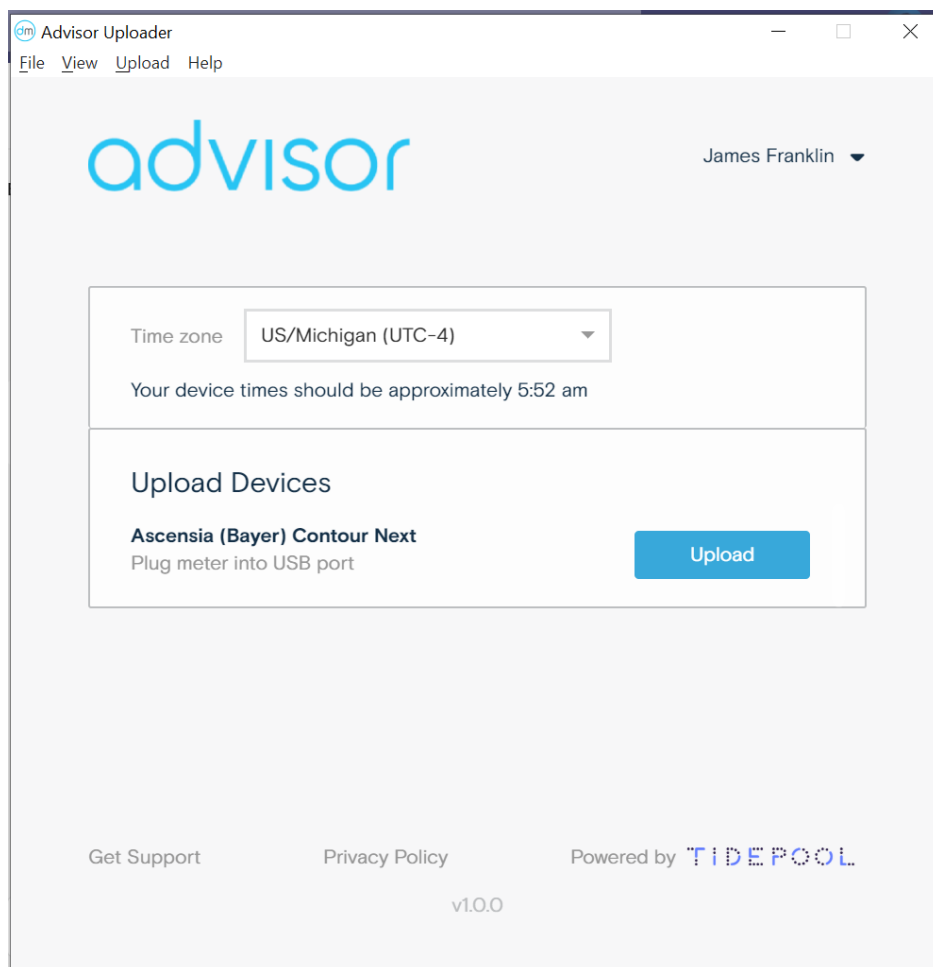 dm Advisor Uploader
File View Upload Help
advisor
James Franklin
Time zone US/Michigan (UTC-4)
Your device times should be approximately 5:52 am
Upload Devices
Ascensia (Bayer) Contour Next
Plug meter into USB port
Upload
Get Support Privacy Policy Powered by TIDEPOOL
v1.0.0